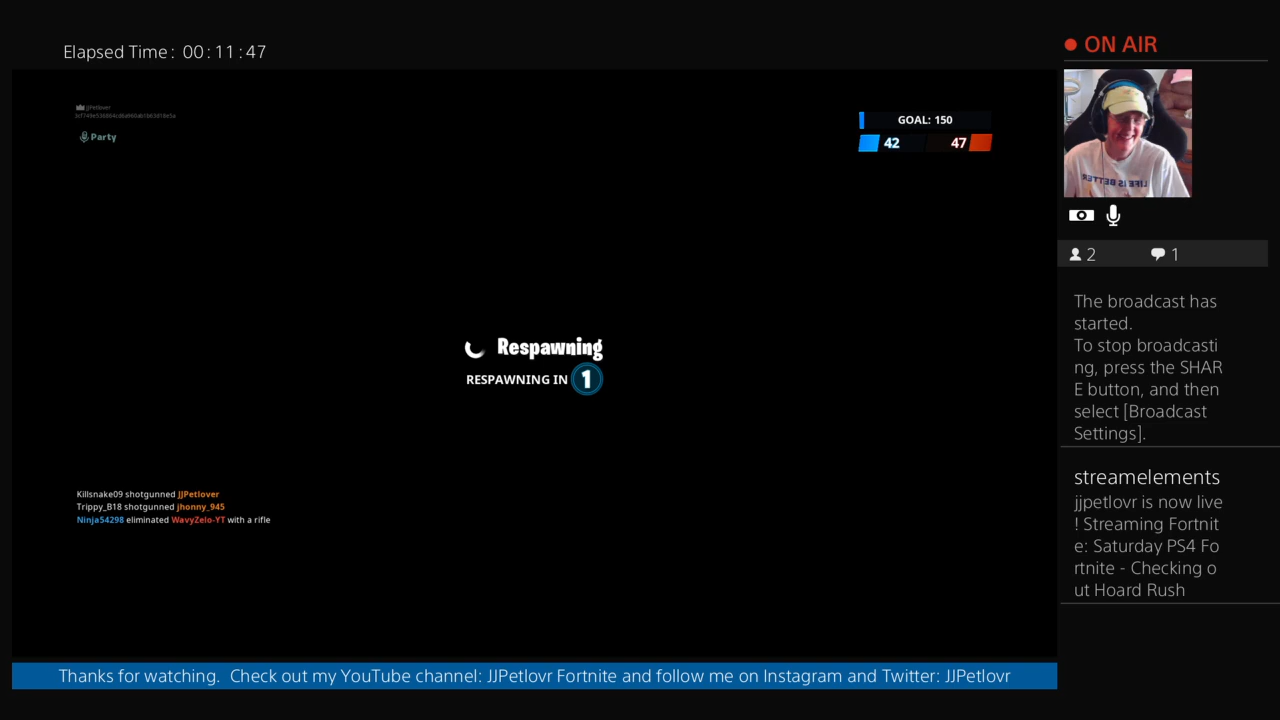 Elapsed Time: 00:11:47
ON AIR
JJPetlover
Party
GOAL: 150
42 47
LIFE IS BETTER
2 1
The broadcast has
started.
To stop broadcasti
ng, press the SHAR
E button, and then
select [Broadcast
Settings].
Respawning
RESPAWNING IN 1
streamelements
jjpetlovr is now live
! Streaming Fortnit
e: Saturday PS4 Fo
rtnite - Checking o
ut Hoard Rush
Killsnake09 shotgunned JJPetlover
Trippy_B18 shotgunned jhonny_945
Ninja54298 eliminated WavyZelo-YT with a rifle
Thanks for watching. Check out my YouTube channel: JJPetlovr Fortnite and follow me on Instagram and Twitter: JJPetlovr